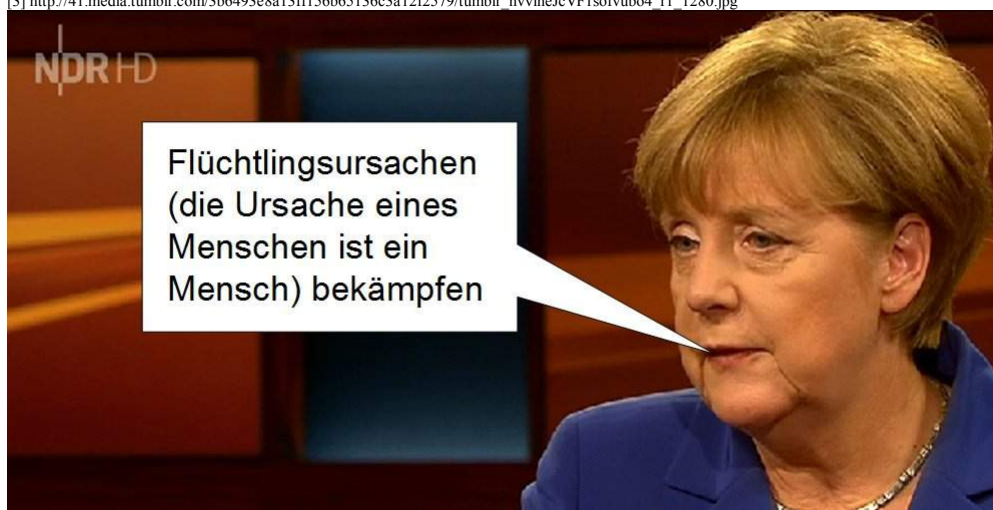 NDR HD
Flüchtlingsursachen
(die Ursache eines
Menschen ist ein
Mensch) bekämpfen